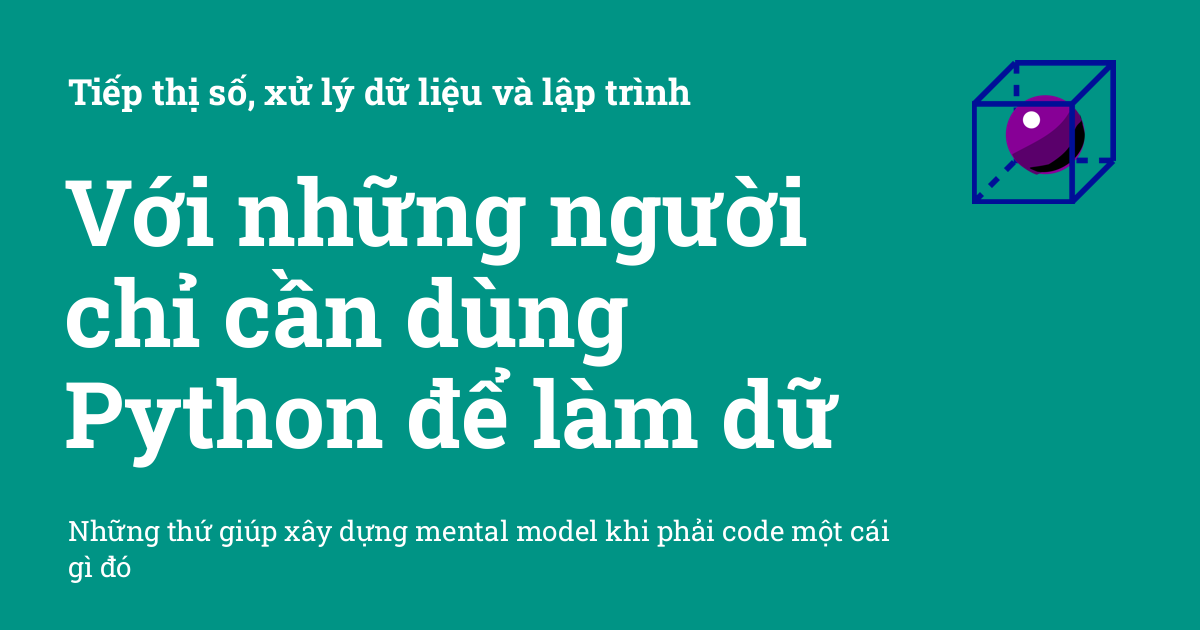 Tiếp thị số, xử lý dữ liệu và lập trình
Với những người
chỉ cần dùng
Python để làm dữ
Những thứ giúp xây dựng mental model khi phải code một cái
gì đó